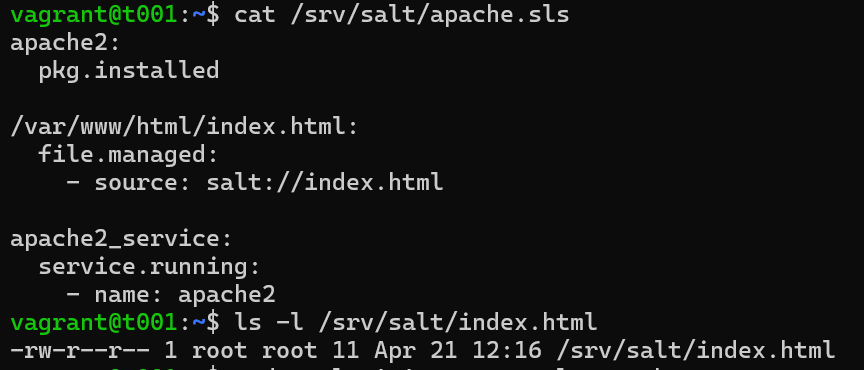 vagrant@t001:~$ cat /srv/salt/apache.sls
apache2:
  pkg.installed

/var/www/html/index.html:
  file.managed:
    - source: salt://index.html

apache2_service:
  service.running:
    - name: apache2
vagrant@t001:~$ ls -l /srv/salt/index.html
-rw-r--r-- 1 root root 11 Apr 21 12:16 /srv/salt/index.html